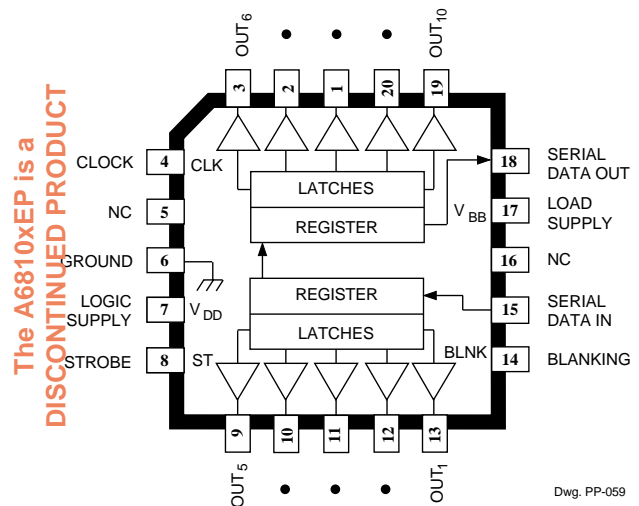 The A6810xEP is a
DISCONTINUED PRODUCT
OUT6 • • • OUT10
3 2 1 20 19
CLOCK 4 CLK
NC 5
GROUND 6
LOGIC
SUPPLY 7 VDD
STROBE 8 ST
LATCHES
REGISTER
REGISTER
LATCHES
18 SERIAL
DATA OUT
VBB 17 LOAD
SUPPLY
16 NC
15 SERIAL
DATA IN
BLNK 14 BLANKING
9 10 11 12 13
OUT5 • • • OUT1
Dwg. PP-059